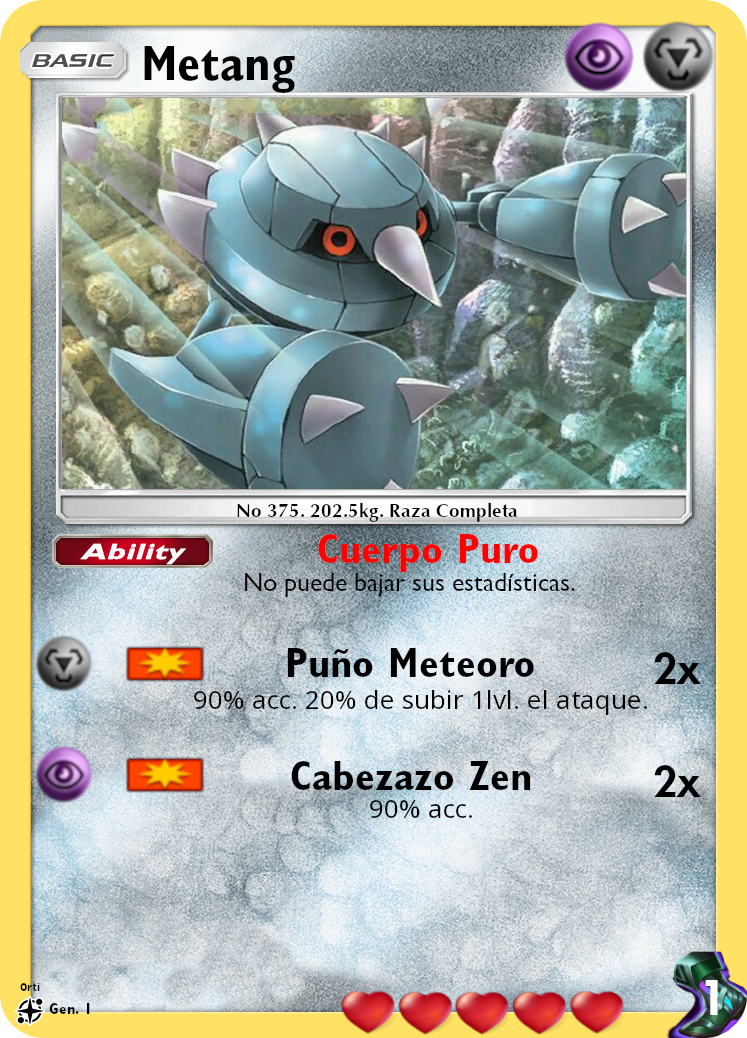 BASIC Metang
No 375. 202.5kg. Raza Completa
Ability Cuerpo Puro
No puede bajar sus estadísticas.
Puño Meteoro 2x
90% acc. 20% de subir 1lvl. el ataque.
Cabezazo Zen 2x
90% acc.
Orti
Gen. I
1